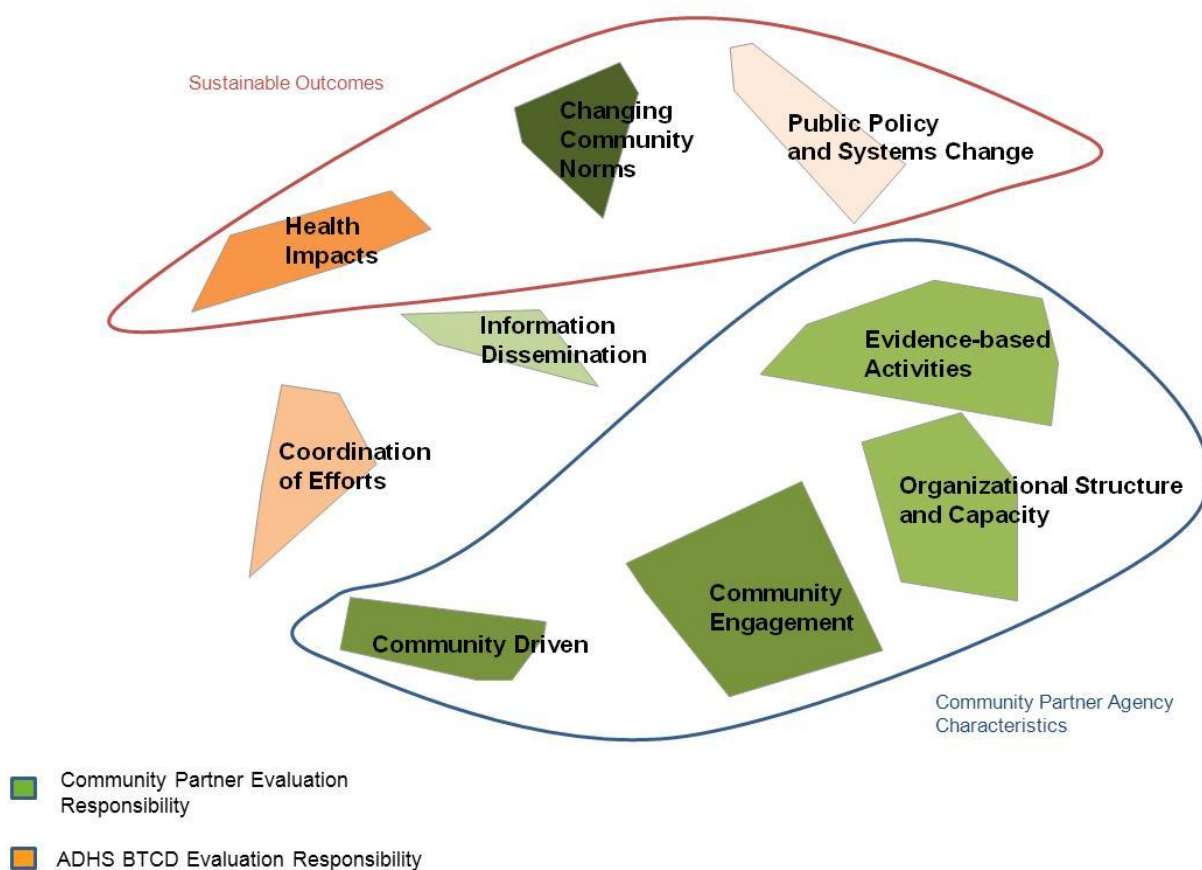 Sustainable Outcomes
Changing
Community
Norms
Public Policy
and Systems Change
Health
Impacts
Information
Dissemination
Evidence-based
Activities
Coordination
of Efforts
Organizational Structure
and Capacity
Community
Engagement
Community Driven
Community Partner Agency
Characteristics
Community Partner Evaluation
Responsibility
ADHS BTCD Evaluation Responsibility